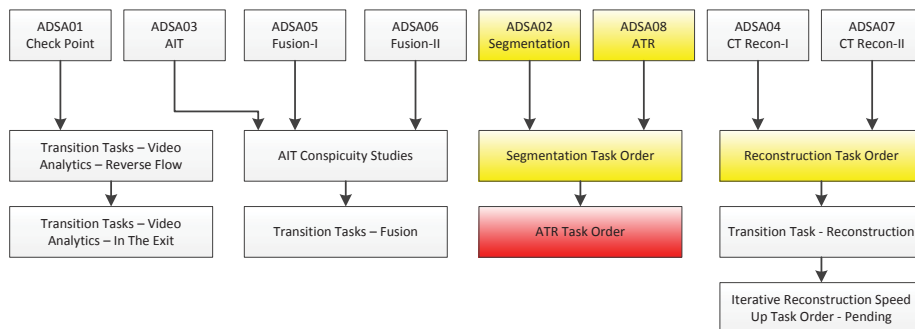 ADSA01
Check Point
ADSA03
AIT
ADSA05
Fusion-I
ADSA06
Fusion-II
ADSA02
Segmentation
ADSA08
ATR
ADSA04
CT Recon-I
ADSA07
CT Recon-II
Transition Tasks – Video
Analytics – Reverse Flow
AIT Conspicuity Studies
Segmentation Task Order
Reconstruction Task Order
Transition Tasks – Video
Analytics – In The Exit
Transition Tasks – Fusion
ATR Task Order
Transition Task - Reconstruction
Iterative Reconstruction Speed
Up Task Order - Pending